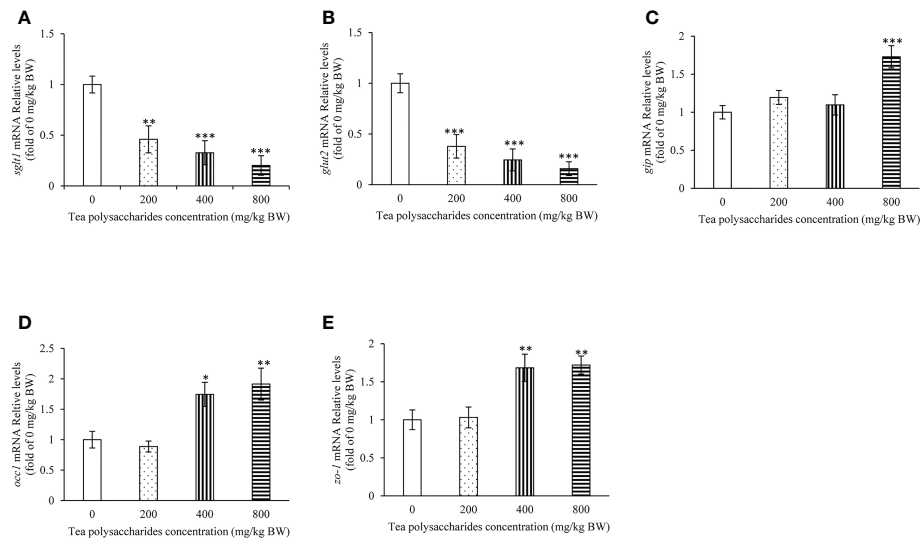 A
sglt1 mRNA Relative levels
(fold of 0 mg/kg BW)
1.5
1
0.5
0
**
***
***
0 200 400 800
Tea polysaccharides concentration (mg/kg BW)
B
glut2 mRNA Relative levels
(fold of 0 mg/kg BW)
1.5
1
0.5
0
***
***
***
0 200 400 800
Tea polysaccharides concentration (mg/kg BW)
C
gip mRNA Relative levels
(fold of 0 mg/kg BW)
2
1.5
1
0.5
0
***
0 200 400 800
Tea polysaccharides concentration (mg/kg BW)
D
occ1 mRNA Reltive levels
(fold of 0 mg/kg BW)
2.5
2
1.5
1
0.5
0
*
**
0 200 400 800
Tea polysaccharides concentration (mg/kg BW)
E
zo-1 mRNA Relative levels
(fold of 0 mg/kg BW)
2
1.5
1
0.5
0
**
**
0 200 400 800
Tea polysaccharides concentration (mg/kg BW)